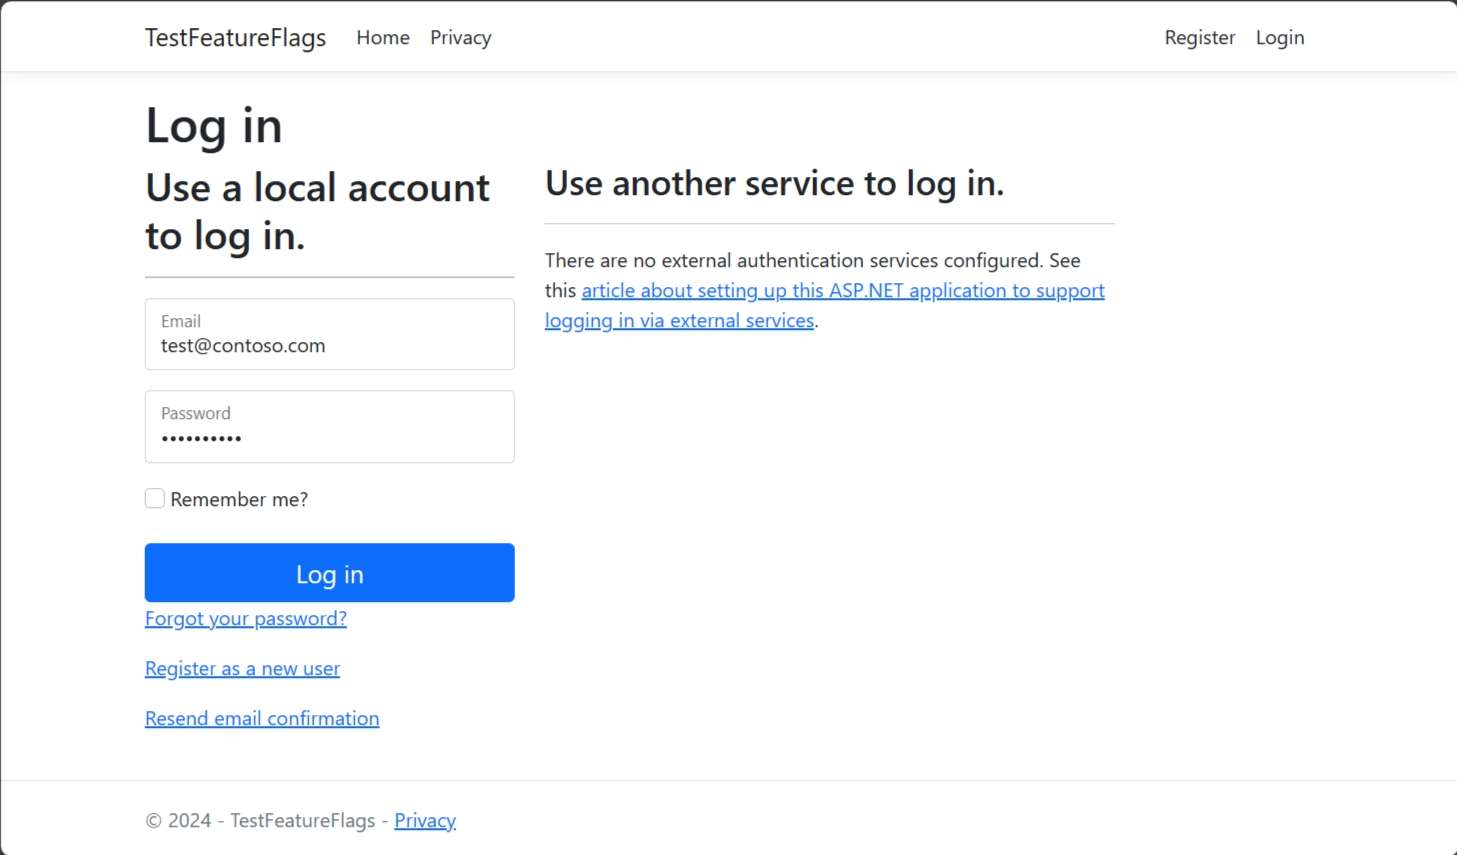 TestFeatureFlags Home Privacy Register Login
Log in
Use a local account
to log in.
Email
test@contoso.com
Password
••••••••••
Remember me?
Log in
Forgot your password?
Register as a new user
Resend email confirmation
Use another service to log in.
There are no external authentication services configured. See
this article about setting up this ASP.NET application to support
logging in via external services.
© 2024 - TestFeatureFlags - Privacy